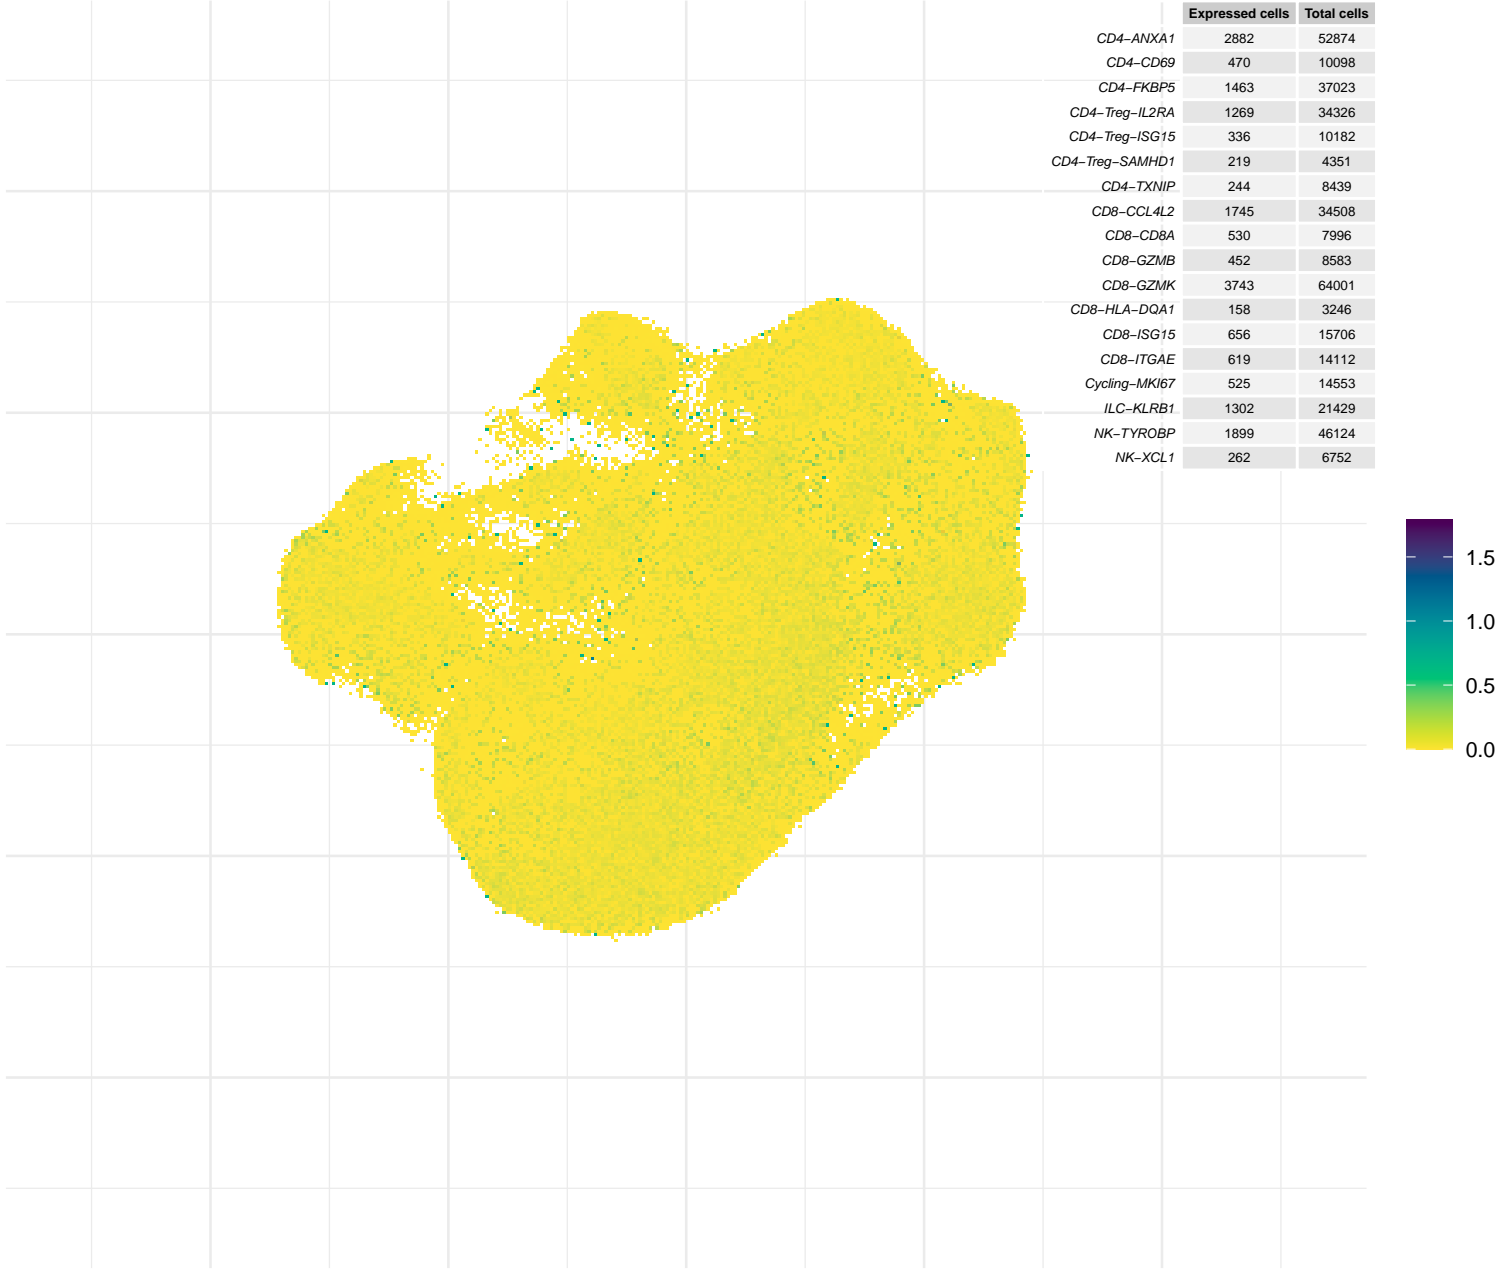 Expressed cells Total cells
CD4−ANXA1 2882 52874
CD4−CD69 470 10098
CD4−FKBP5 1463 37023
CD4−Treg−IL2RA 1269 34326
CD4−Treg−ISG15 336 10182
CD4−Treg−SAMHD1 219 4351
CD4−TXNIP 244 8439
CD8−CCL4L2 1745 34508
CD8−CD8A 530 7996
CD8−GZMB 452 8583
CD8−GZMK 3743 64001
CD8−HLA−DQA1 158 3246
CD8−ISG15 656 15706
CD8−ITGAE 619 14112
Cycling−MKI67 525 14553
ILC−KLRB1 1302 21429
NK−TYROBP 1899 46124
NK−XCL1 262 6752
1.5
1.0
0.5
0.0